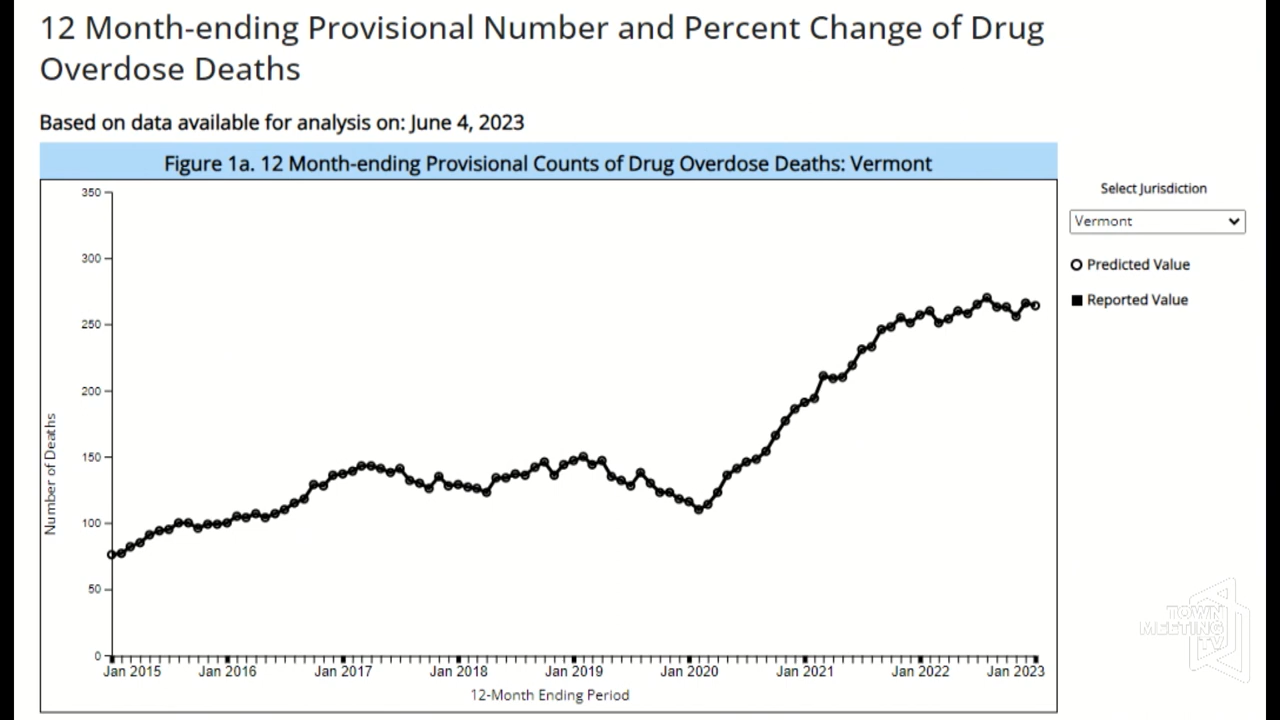 12 Month-ending Provisional Number and Percent Change of Drug
Overdose Deaths
Based on data available for analysis on: June 4, 2023
Figure 1a. 12 Month-ending Provisional Counts of Drug Overdose Deaths: Vermont
Select Jurisdiction
Vermont
Predicted Value
Reported Value
Number of Deaths
350
300
250
200
150
100
50
0
Jan 2015
Jan 2016
Jan 2017
Jan 2018
Jan 2019
Jan 2020
Jan 2021
Jan 2022
Jan 2023
12-Month Ending Period
TOWN
MEETING
TV